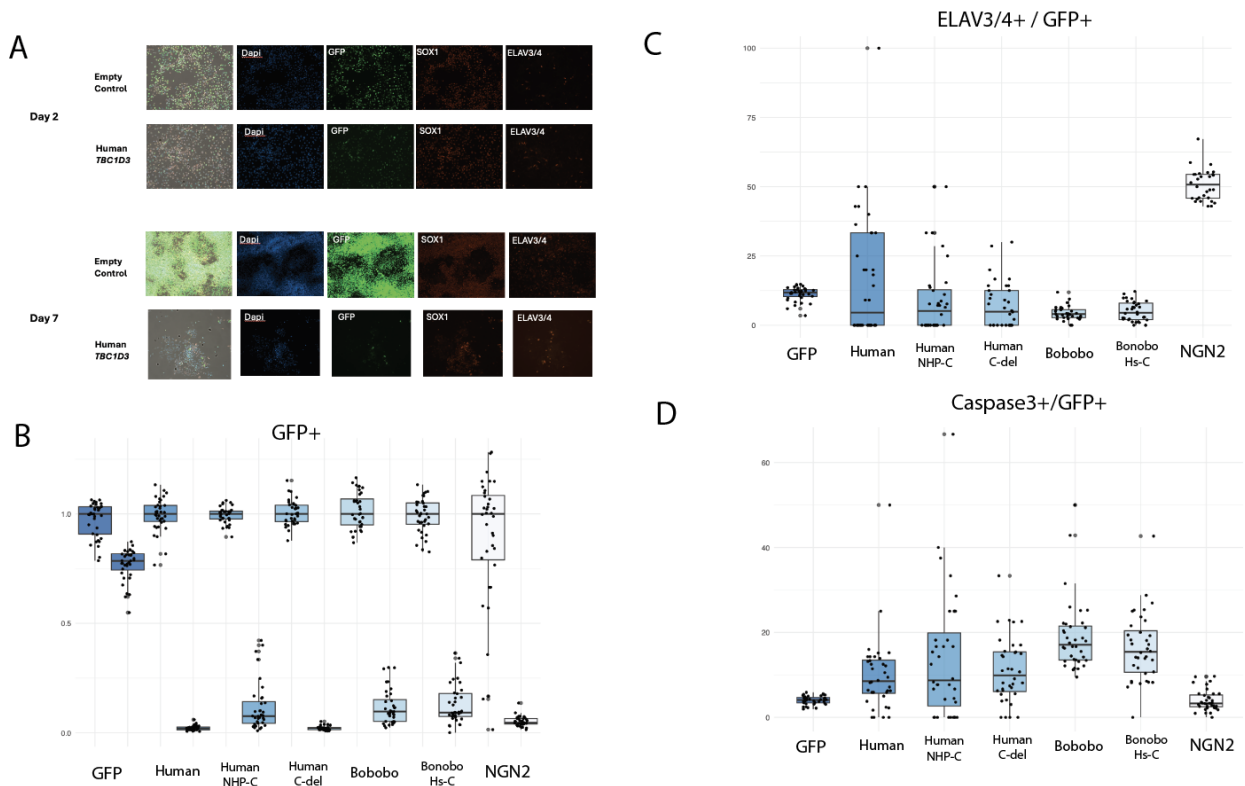 A
Dapi
GFP
SOX1
ELAV3/4
Empty
Control
Day 2
Dapi
GFP
SOX1
ELAV3/4
Human
TBC1D3
Dapi
GFP
SOX1
ELAV3/4
Empty
Control
Day 7
Dapi
GFP
SOX1
ELAV3/4
Human
TBC1D3
B
GFP+
1.0
0.5
0.0
GFP
Human
Human
NHP-C
Human
C-del
Bobobo
Bonobo
Hs-C
NGN2
C
ELAV3/4+ / GFP+
100
75
50
25
0
GFP
Human
Human
NHP-C
Human
C-del
Bobobo
Bonobo
Hs-C
NGN2
D
Caspase3+/GFP+
60
40
20
0
GFP
Human
Human
NHP-C
Human
C-del
Bobobo
Bonobo
Hs-C
NGN2